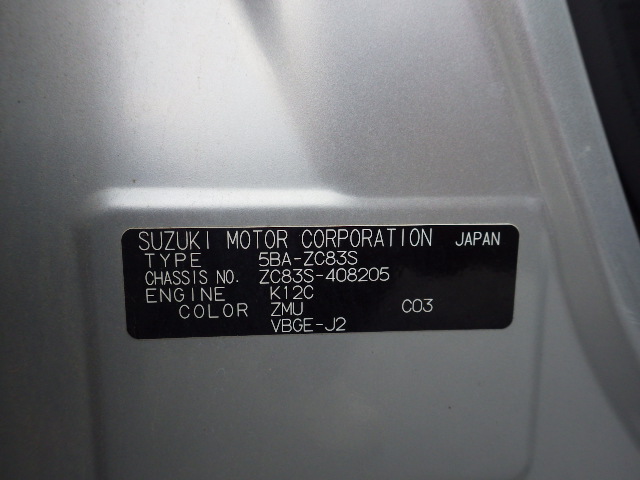 SUZUKI MOTOR CORPORATION JAPAN
TYPE 5BA-ZC83S
CHASSIS NO. ZC83S-408205
ENGINE K12C
COLOR ZMU C03
VBGE-J2